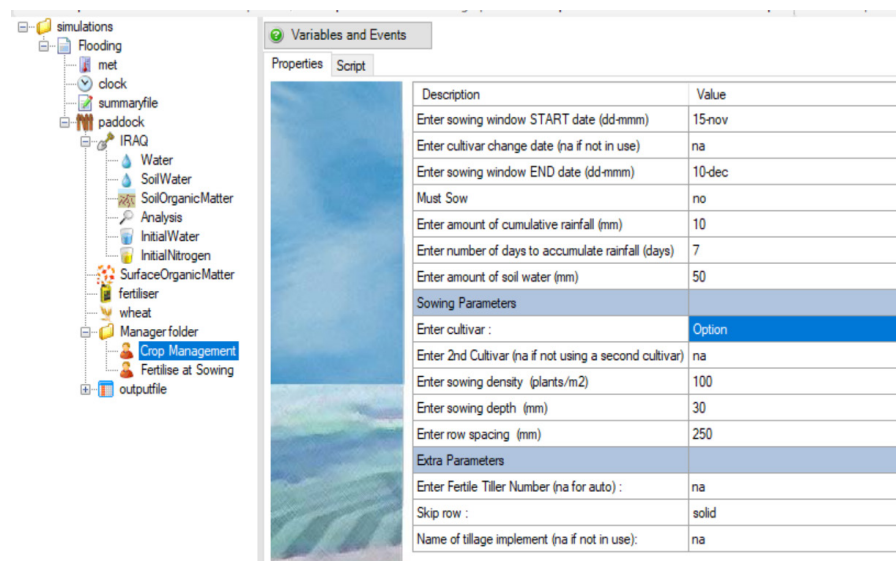 simulations
Flooding
met
clock
summaryfile
paddock
IRAQ
Water
SoilWater
SoilOrganicMatter
Analysis
InitialWater
InitialNitrogen
SurfaceOrganicMatter
fertiliser
wheat
Manager folder
Crop Management
Fertilise at Sowing
outputfile
Variables and Events
Properties Script
Description Value
Enter sowing window START date (dd-mmm) 15-nov
Enter cultivar change date (na if not in use) na
Enter sowing window END date (dd-mmm) 10-dec
Must Sow no
Enter amount of cumulative rainfall (mm) 10
Enter number of days to accumulate rainfall (days) 7
Enter amount of soil water (mm) 50
Sowing Parameters
Enter cultivar : Option
Enter 2nd Cultivar (na if not using a second cultivar) na
Enter sowing density (plants/m2) 100
Enter sowing depth (mm) 30
Enter row spacing (mm) 250
Extra Parameters
Enter Fertile Tiller Number (na for auto) : na
Skip row : solid
Name of tillage implement (na if not in use): na